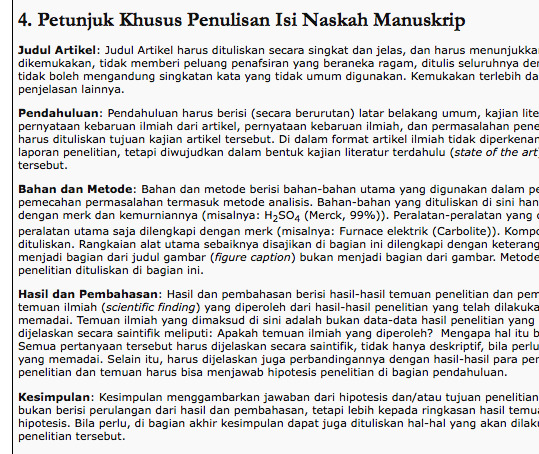 4. Petunjuk Khusus Penulisan Isi Naskah Manuskrip
Judul Artikel: Judul Artikel harus dituliskan secara singkat dan jelas, dan harus menunjukka
dikemukakan, tidak memberi peluang penafsiran yang beraneka ragam, ditulis seluruhnya de
tidak boleh mengandung singkatan kata yang tidak umum digunakan. Kemukakan terlebih da
penjelasan lainnya.
Pendahuluan: Pendahuluan harus berisi (secara berurutan) latar belakang umum, kajian lite
pernyataan kebaruan ilmiah dari artikel, pernyataan kebaruan ilmiah, dan permasalahan pene
harus dituliskan tujuan kajian artikel tersebut. Di dalam format artikel ilmiah tidak diperkenan
laporan penelitian, tetapi diwujudkan dalam bentuk kajian literatur terdahulu (state of the art
tersebut.
Bahan dan Metode: Bahan dan metode berisi bahan-bahan utama yang digunakan dalam pe
pemecahan permasalahan termasuk metode analisis. Bahan-bahan yang dituliskan di sini han
dengan merk dan kemurniannya (misalnya: H₂SO₄ (Merck, 99%)). Peralatan-peralatan yang
peralatan utama saja dilengkapi dengan merk (misalnya: Furnace elektrik (Carbolite)). Kompo
dituliskan. Rangkaian alat utama sebaiknya disajikan di bagian ini dilengkapi dengan keterang
menjadi bagian dari judul gambar (figure caption) bukan menjadi bagian dari gambar. Metode
penelitian dituliskan di bagian ini.
Hasil dan Pembahasan: Hasil dan pembahasan berisi hasil-hasil temuan penelitian dan pem
temuan ilmiah (scientific finding) yang diperoleh dari hasil-hasil penelitian yang telah dilakuka
memadai. Temuan ilmiah yang dimaksud di sini adalah bukan data-data hasil penelitian yang
dijelaskan secara saintifik meliputi: Apakah temuan ilmiah yang diperoleh? Mengapa hal itu b
Semua pertanyaan tersebut harus dijelaskan secara saintifik, tidak hanya deskriptif, bila perlu
yang memadai. Selain itu, harus dijelaskan juga perbandingannya dengan hasil-hasil para per
penelitian dan temuan harus bisa menjawab hipotesis penelitian di bagian pendahuluan.
Kesimpulan: Kesimpulan menggambarkan jawaban dari hipotesis dan/atau tujuan penelitian
bukan berisi perulangan dari hasil dan pembahasan, tetapi lebih kepada ringkasan hasil temu
hipotesis. Bila perlu, di bagian akhir kesimpulan dapat juga dituliskan hal-hal yang akan dilak
penelitian tersebut.